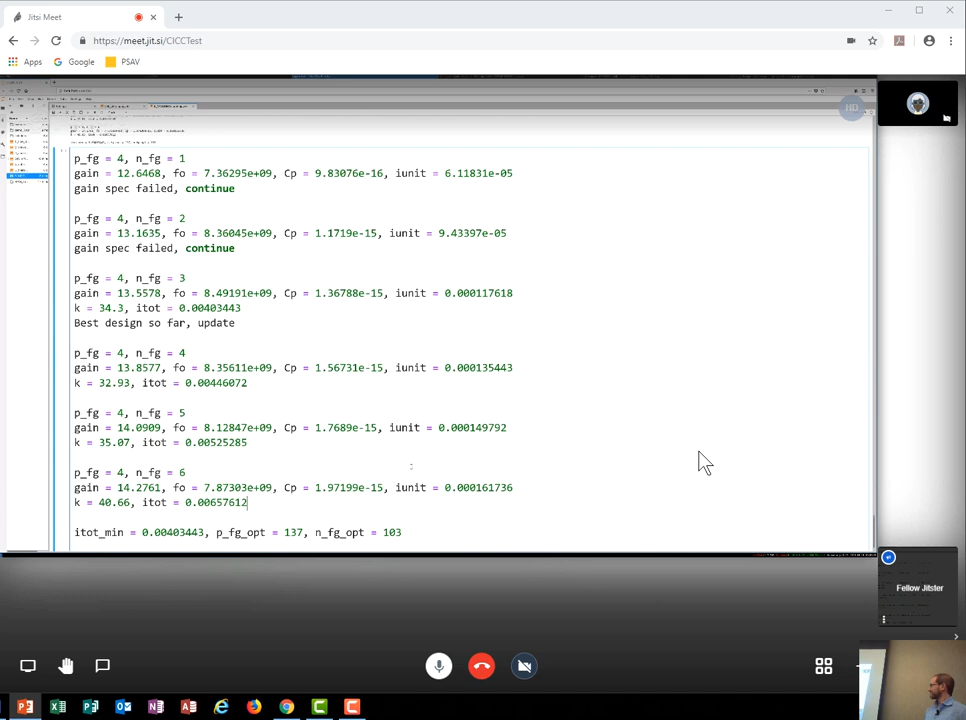 Jitsi Meet
https://meet.jit.si/CICCTest
Apps Google PSAV
HD
p_fg = 4, n_fg = 1
gain = 12.6468, fo = 7.36295e+09, Cp = 9.83076e-16, iunit = 6.11831e-05
gain spec failed, continue
p_fg = 4, n_fg = 2
gain = 13.1635, fo = 8.36045e+09, Cp = 1.1719e-15, iunit = 9.43397e-05
gain spec failed, continue
p_fg = 4, n_fg = 3
gain = 13.5578, fo = 8.49191e+09, Cp = 1.36788e-15, iunit = 0.000117618
k = 34.3, itot = 0.00403443
Best design so far, update
p_fg = 4, n_fg = 4
gain = 13.8577, fo = 8.35611e+09, Cp = 1.56731e-15, iunit = 0.000135443
k = 32.93, itot = 0.00446072
p_fg = 4, n_fg = 5
gain = 14.0909, fo = 8.12847e+09, Cp = 1.7689e-15, iunit = 0.000149792
k = 35.07, itot = 0.00525285
p_fg = 4, n_fg = 6
gain = 14.2761, fo = 7.87303e+09, Cp = 1.97199e-15, iunit = 0.000161736
k = 40.66, itot = 0.00657612
itot_min = 0.00403443, p_fg_opt = 137, n_fg_opt = 103
Fellow Jitster